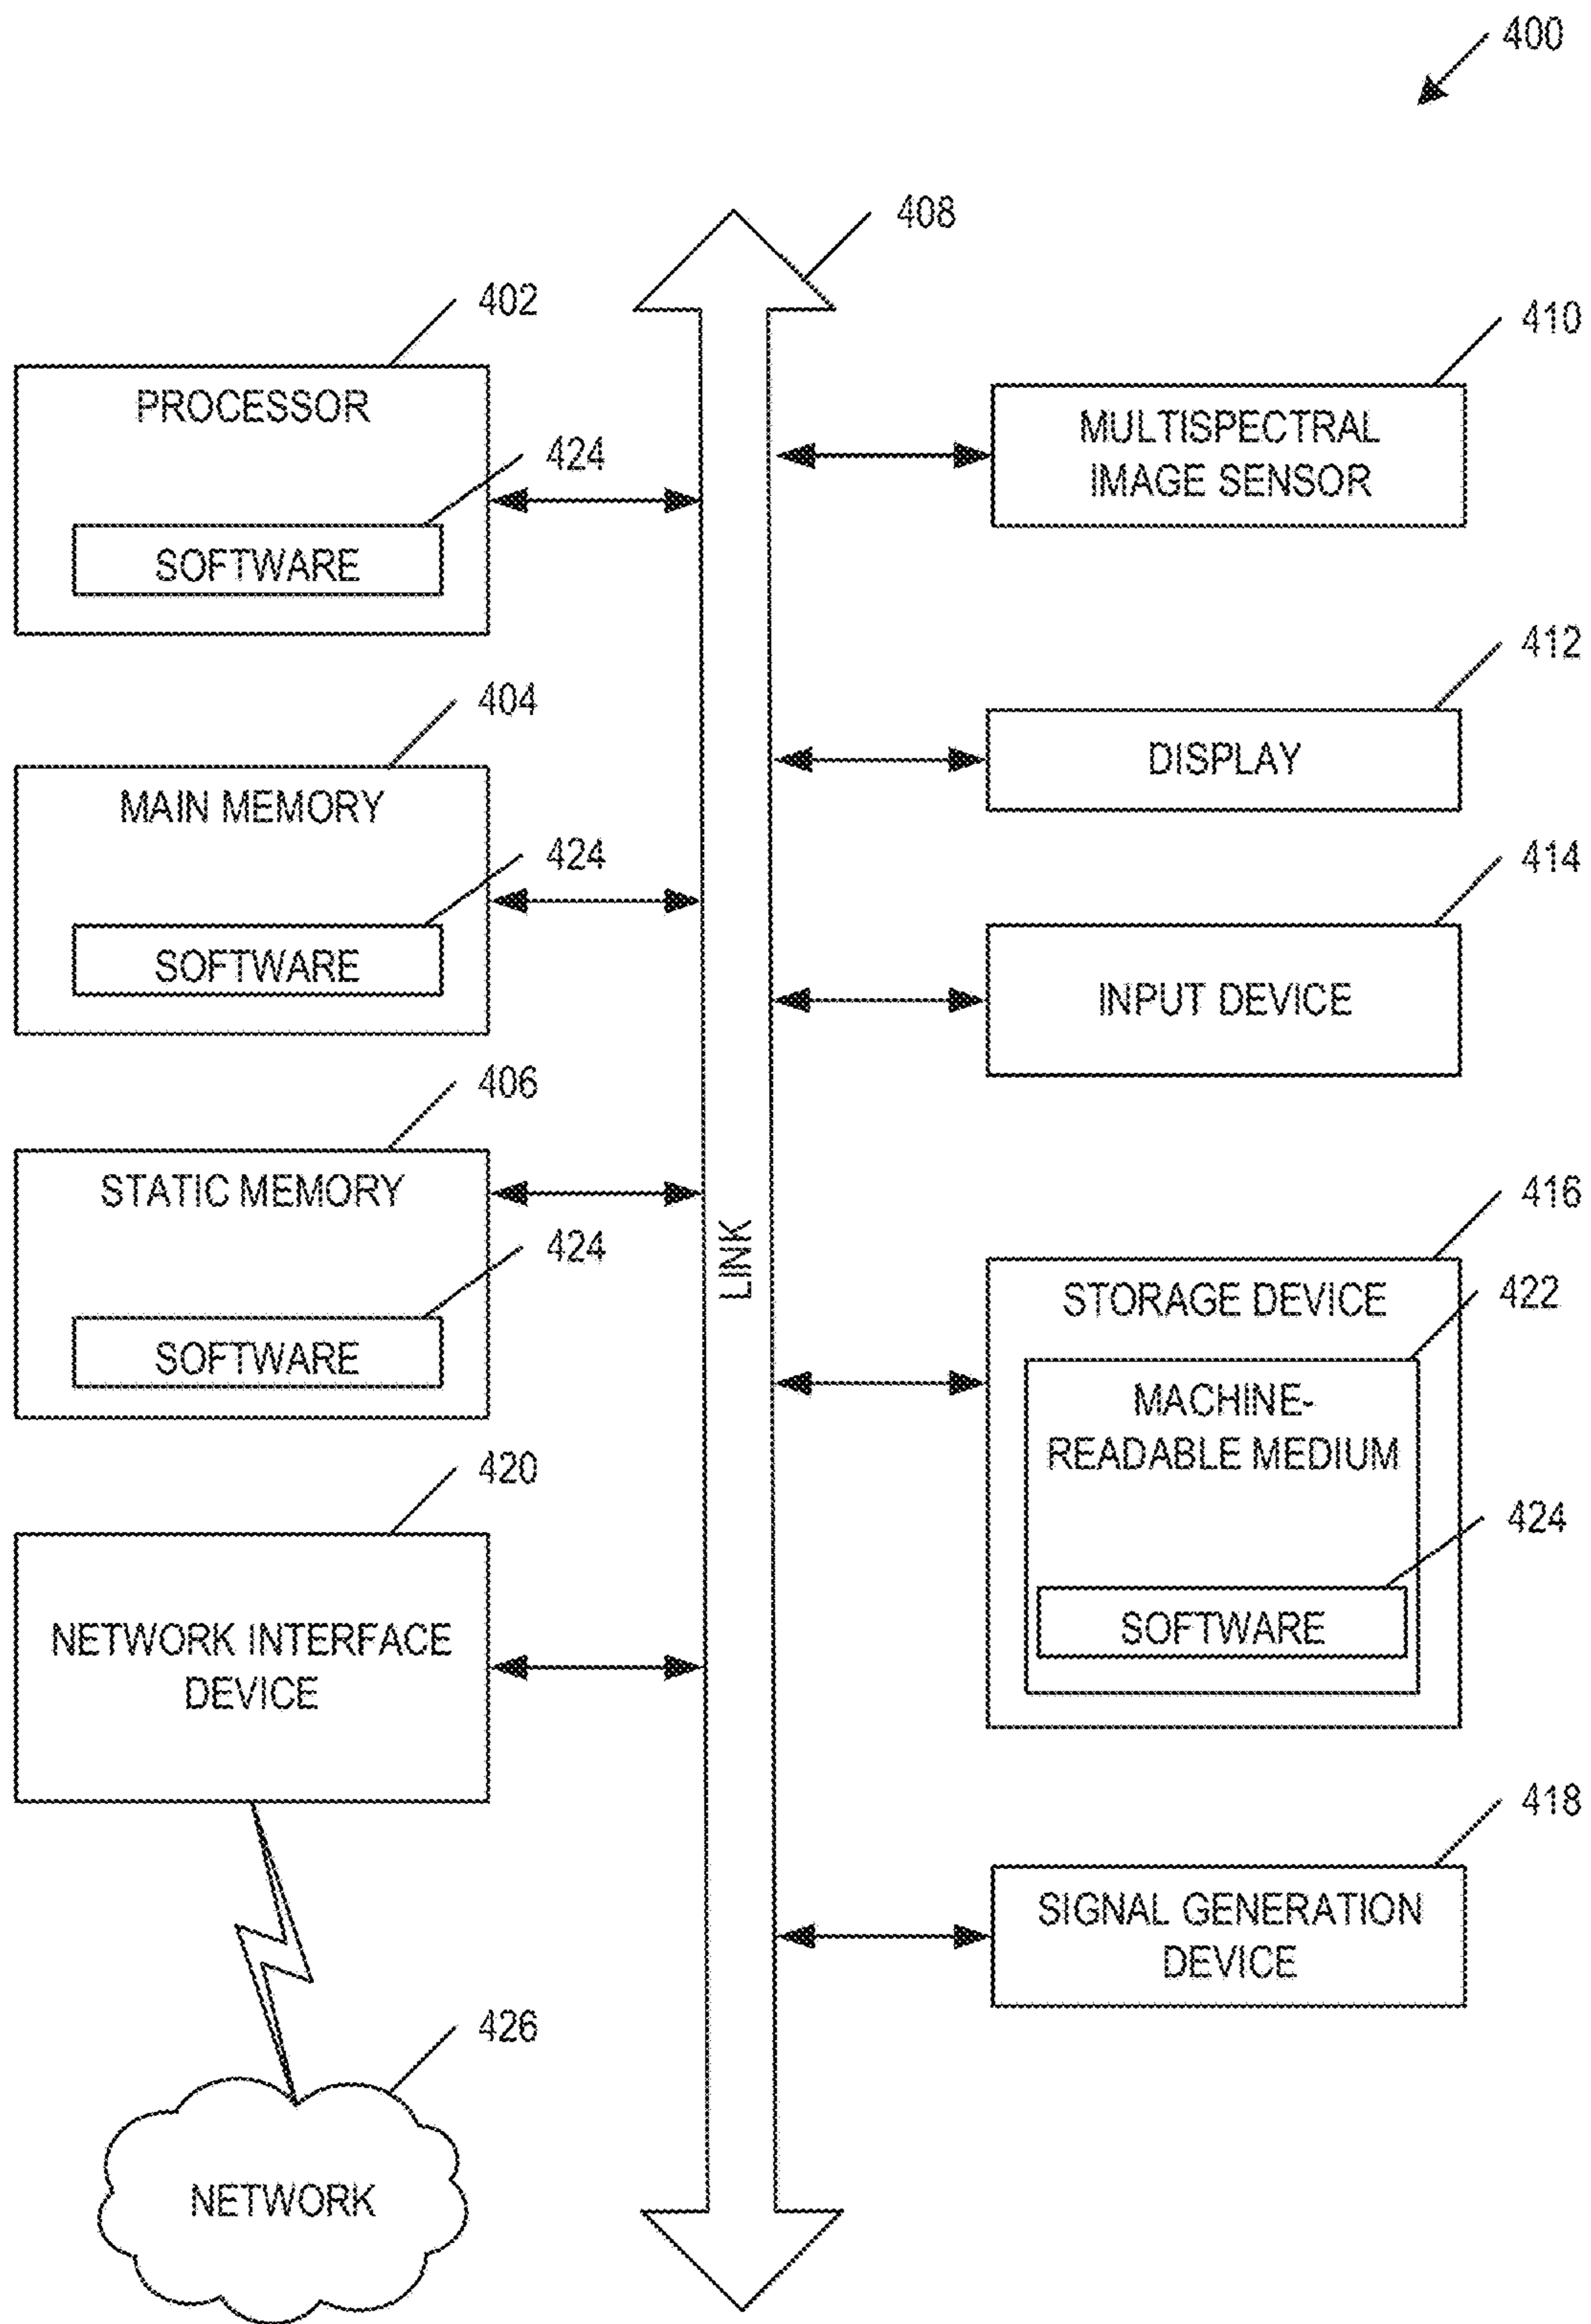 400
408
402
PROCESSOR
424
SOFTWARE
404
MAIN MEMORY
424
SOFTWARE
406
STATIC MEMORY
424
SOFTWARE
420
NETWORK INTERFACE
DEVICE
426
NETWORK
LINK
410
MULTISPECTRAL
IMAGE SENSOR
412
DISPLAY
414
INPUT DEVICE
416
STORAGE DEVICE
422
MACHINE-
READABLE MEDIUM
424
SOFTWARE
418
SIGNAL GENERATION
DEVICE